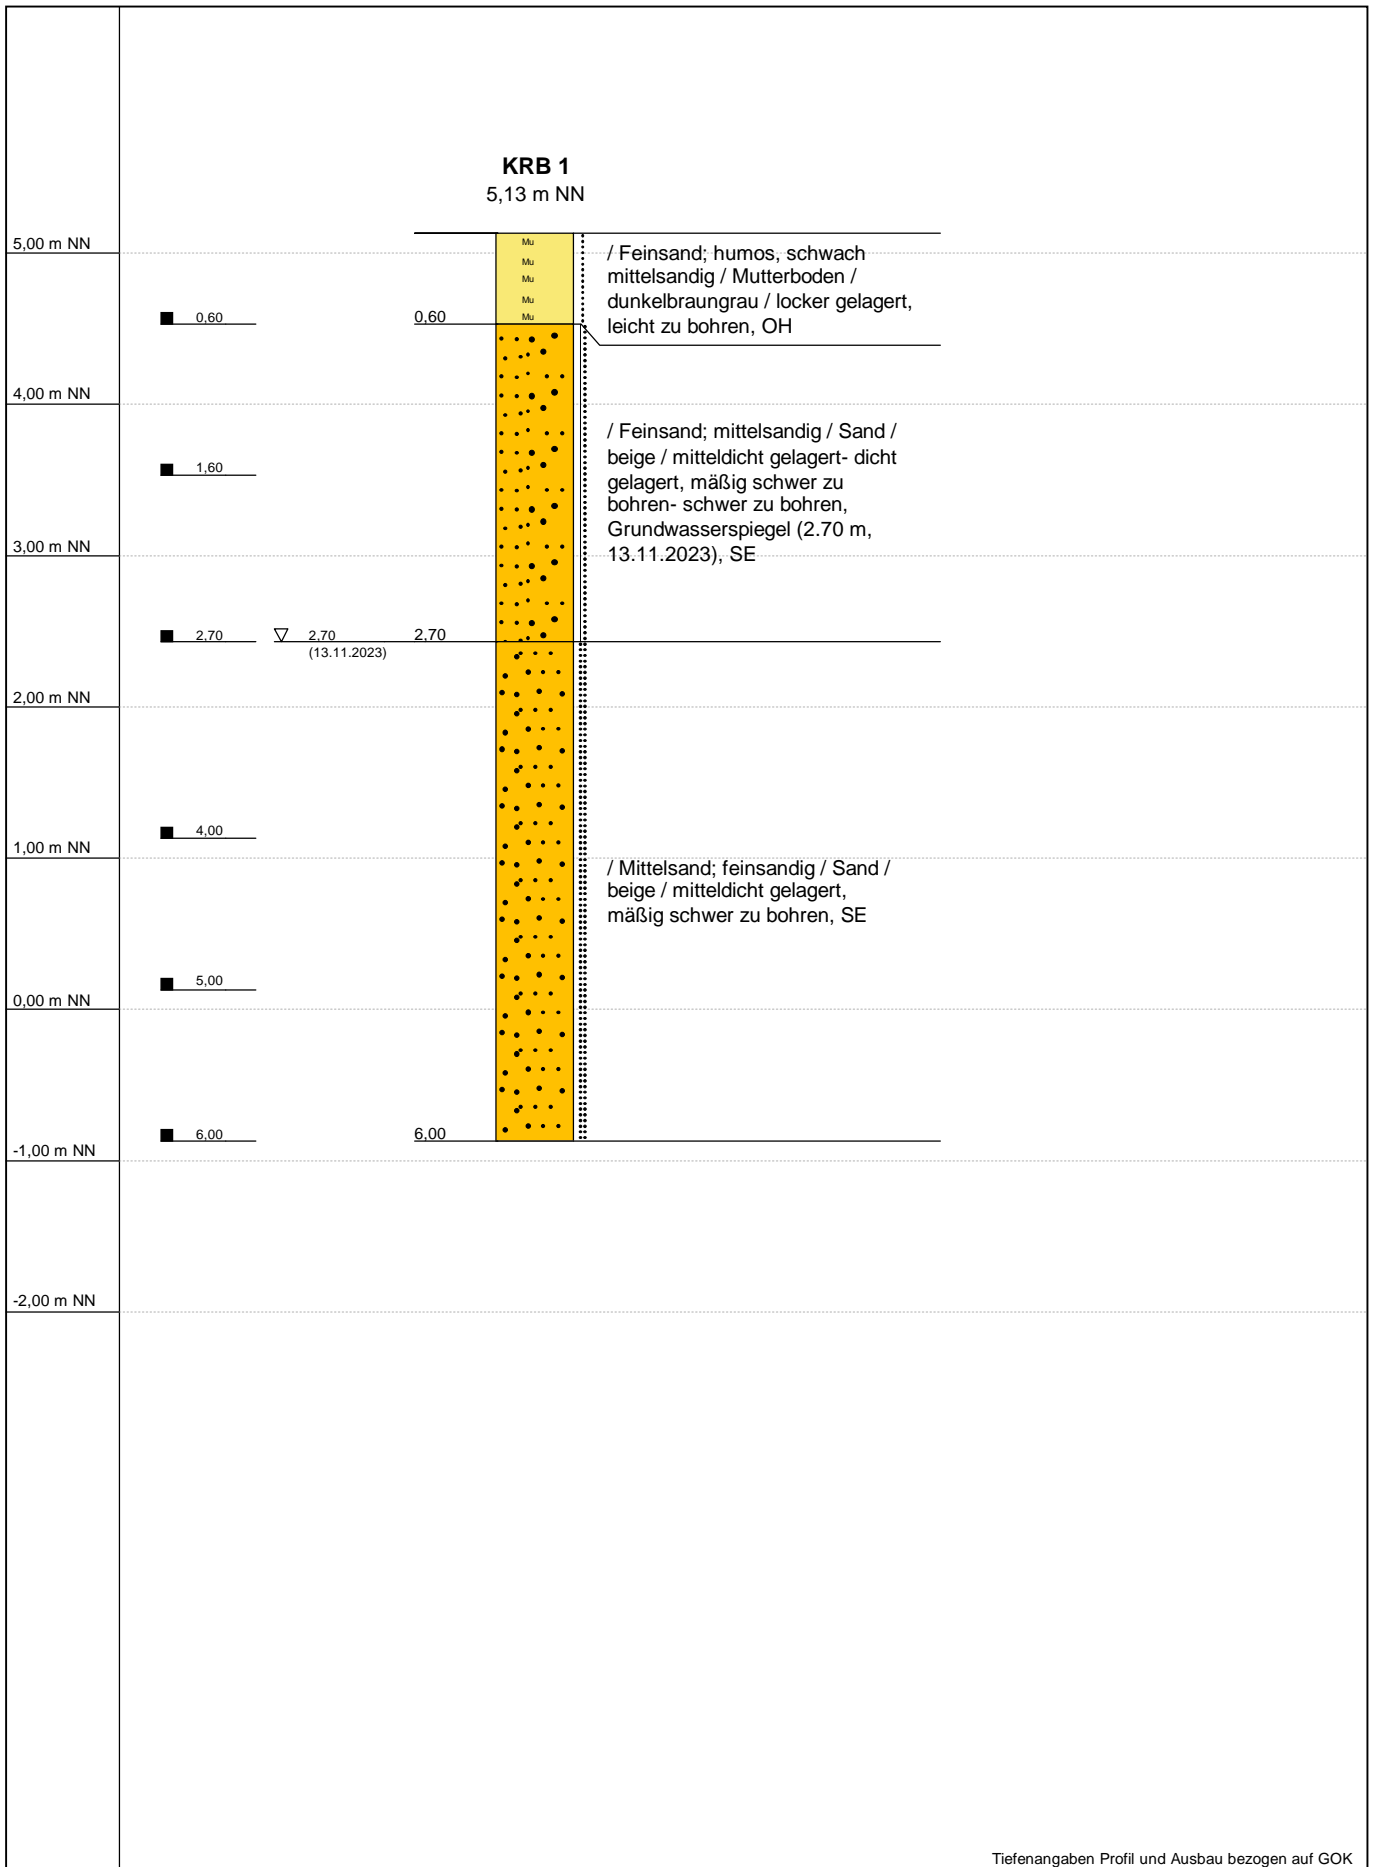 KRB 1
5,13 m NN
5,00 m NN
Mu
Mu
Mu
Mu
Mu
/ Feinsand; humos, schwach
mittelsandig / Mutterboden /
dunkelbraungrau / locker gelagert,
leicht zu bohren, OH
0,60
0,60
4,00 m NN
/ Feinsand; mittelsandig / Sand /
beige / mitteldicht gelagert- dicht
gelagert, mäßig schwer zu
bohren- schwer zu bohren,
Grundwasserspiegel (2.70 m,
13.11.2023), SE
1,60
3,00 m NN
2,70
2,70
(13.11.2023)
2,70
2,00 m NN
4,00
1,00 m NN
/ Mittelsand; feinsandig / Sand /
beige / mitteldicht gelagert,
mäßig schwer zu bohren, SE
5,00
0,00 m NN
6,00
6,00
-1,00 m NN
-2,00 m NN
Tiefenangaben Profil und Ausbau bezogen auf GOK